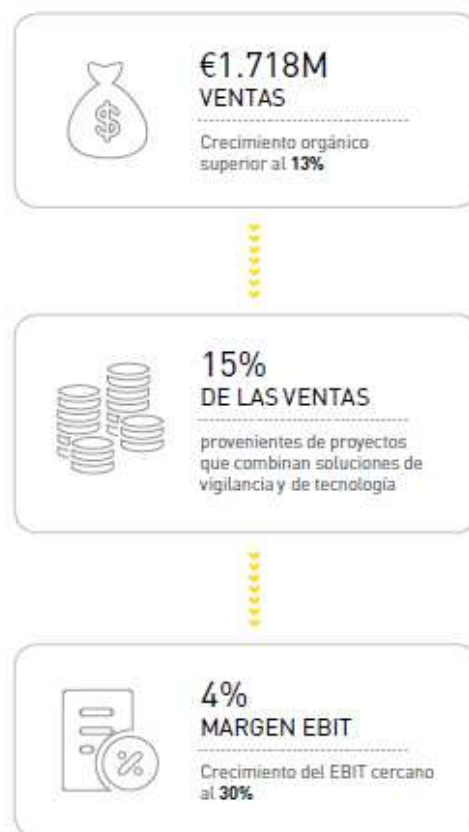 €1.718M
VENTAS
Crecimiento orgánico
superior al 13%
15%
DE LAS VENTAS
provenientes de proyectos
que combinan soluciones de
vigilancia y de tecnología
4%
MARGEN EBIT
Crecimiento del EBIT cercano
al 30%